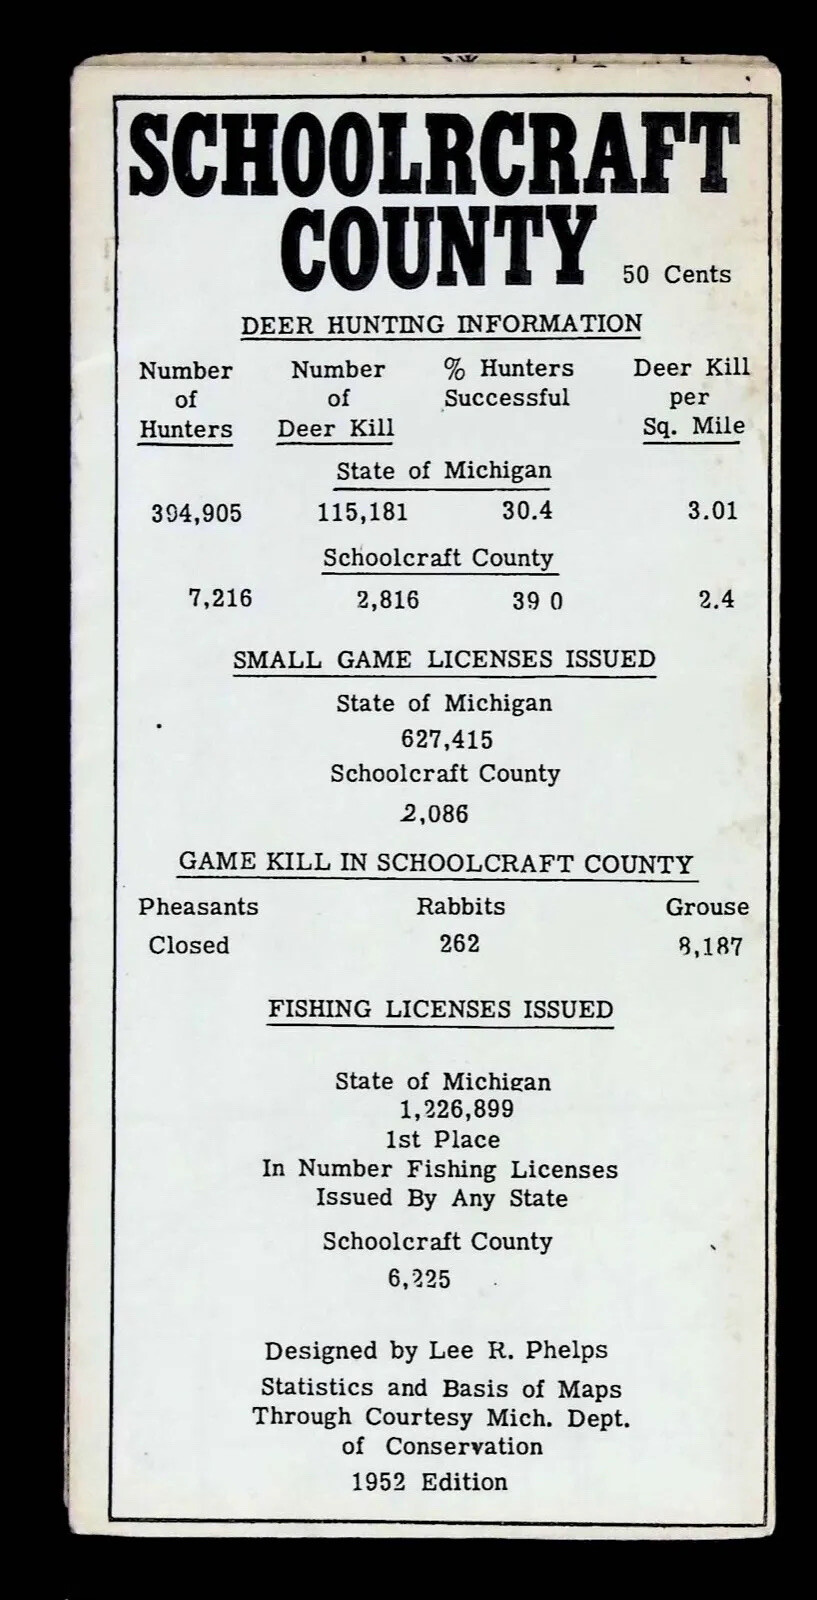 SCHOOLRCRAFT
COUNTY 50 Cents
DEER HUNTING INFORMATION
Number Number % Hunters Deer Kill
of of Successful per
Hunters Deer Kill Sq. Mile
State of Michigan
394,905 115,181 30.4 3.01
Schoolcraft County
7,216 2,816 39 0 2.4
SMALL GAME LICENSES ISSUED
State of Michigan
627,415
Schoolcraft County
2,086
GAME KILL IN SCHOOLCRAFT COUNTY
Pheasants Rabbits Grouse
Closed 262 8,187
FISHING LICENSES ISSUED
State of Michigan
1,226,899
1st Place
In Number Fishing Licenses
Issued By Any State
Schoolcraft County
6,225
Designed by Lee R. Phelps
Statistics and Basis of Maps
Through Courtesy Mich. Dept.
of Conservation
1952 Edition